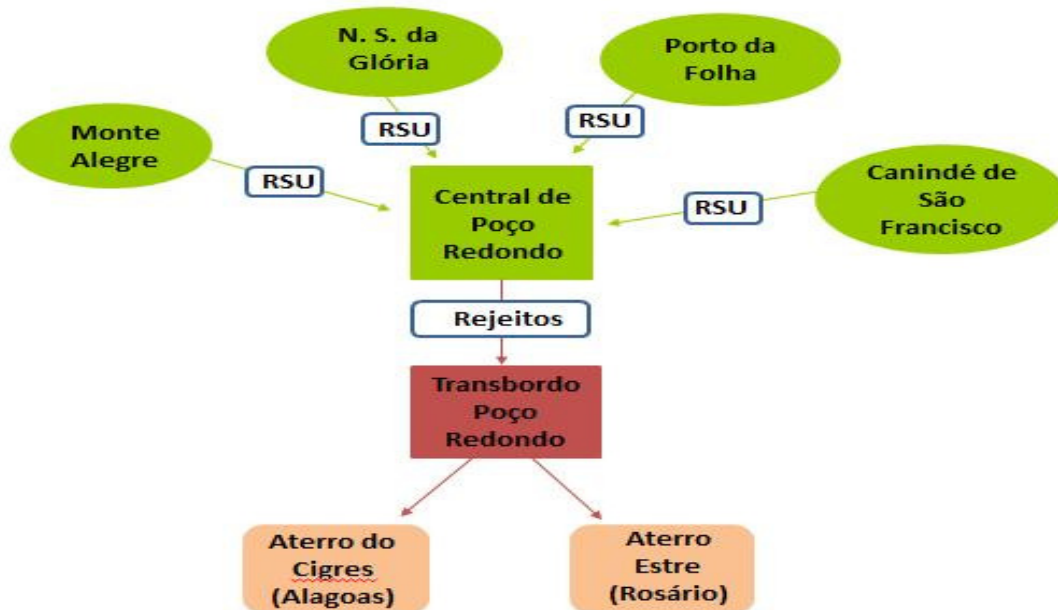 N. S. da
Glória
Porto da
Folha
RSU
RSU
Monte
Alegre
RSU
Canindé de
São
Francisco
RSU
Central de
Poço
Redondo
Rejeitos
Transbordo
Poço
Redondo
Aterro do
Cigres
(Alagoas)
Aterro
Estre
(Rosário)